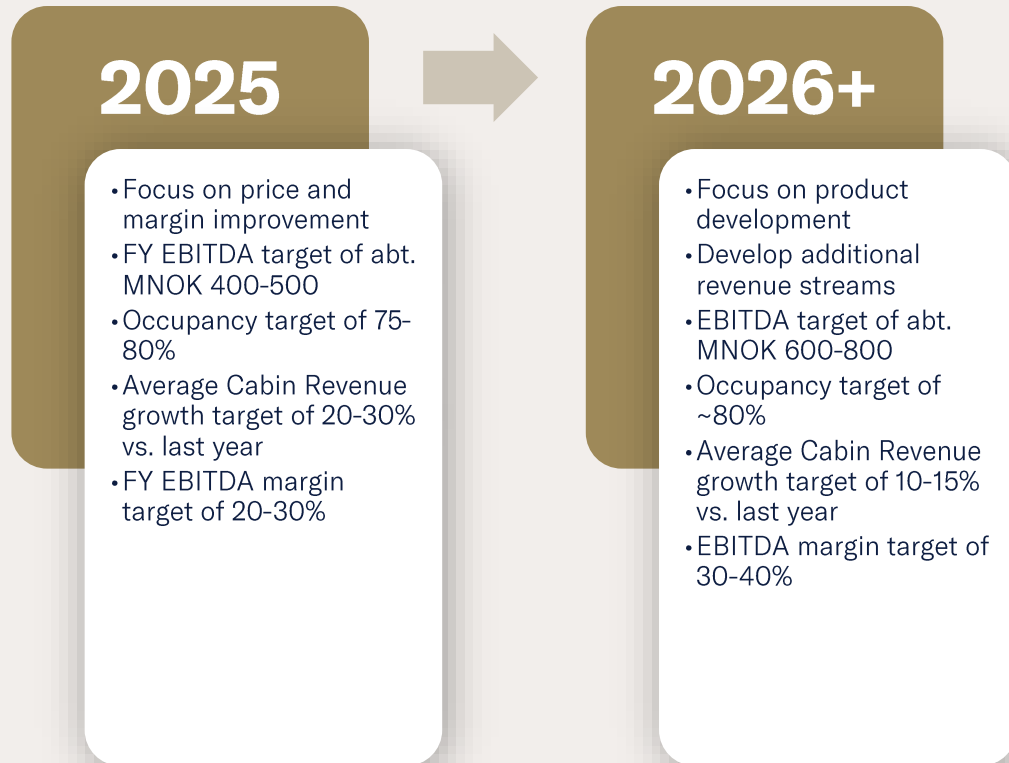 2025
•Focus on price and
margin improvement
•FY EBITDA target of abt.
MNOK 400-500
•Occupancy target of 75-
80%
•Average Cabin Revenue
growth target of 20-30%
vs. last year
•FY EBITDA margin
target of 20-30%
2026+
•Focus on product
development
•Develop additional
revenue streams
•EBITDA target of abt.
MNOK 600-800
•Occupancy target of
~80%
•Average Cabin Revenue
growth target of 10-15%
vs. last year
•EBITDA margin target of
30-40%